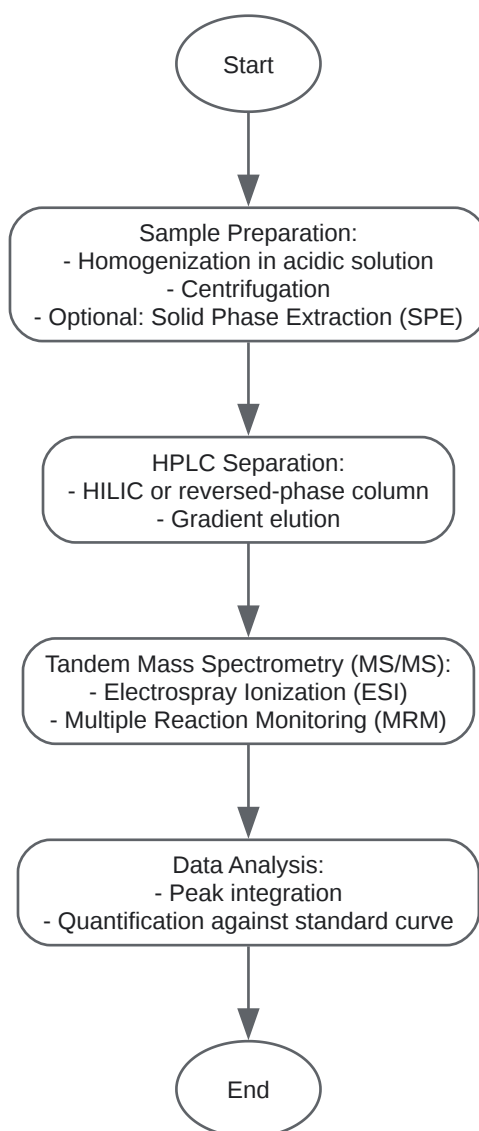 Start
Sample Preparation:
- Homogenization in acidic solution
- Centrifugation
- Optional: Solid Phase Extraction (SPE)
HPLC Separation:
- HILIC or reversed-phase column
- Gradient elution
Tandem Mass Spectrometry (MS/MS):
- Electrospray Ionization (ESI)
- Multiple Reaction Monitoring (MRM)
Data Analysis:
- Peak integration
- Quantification against standard curve
End